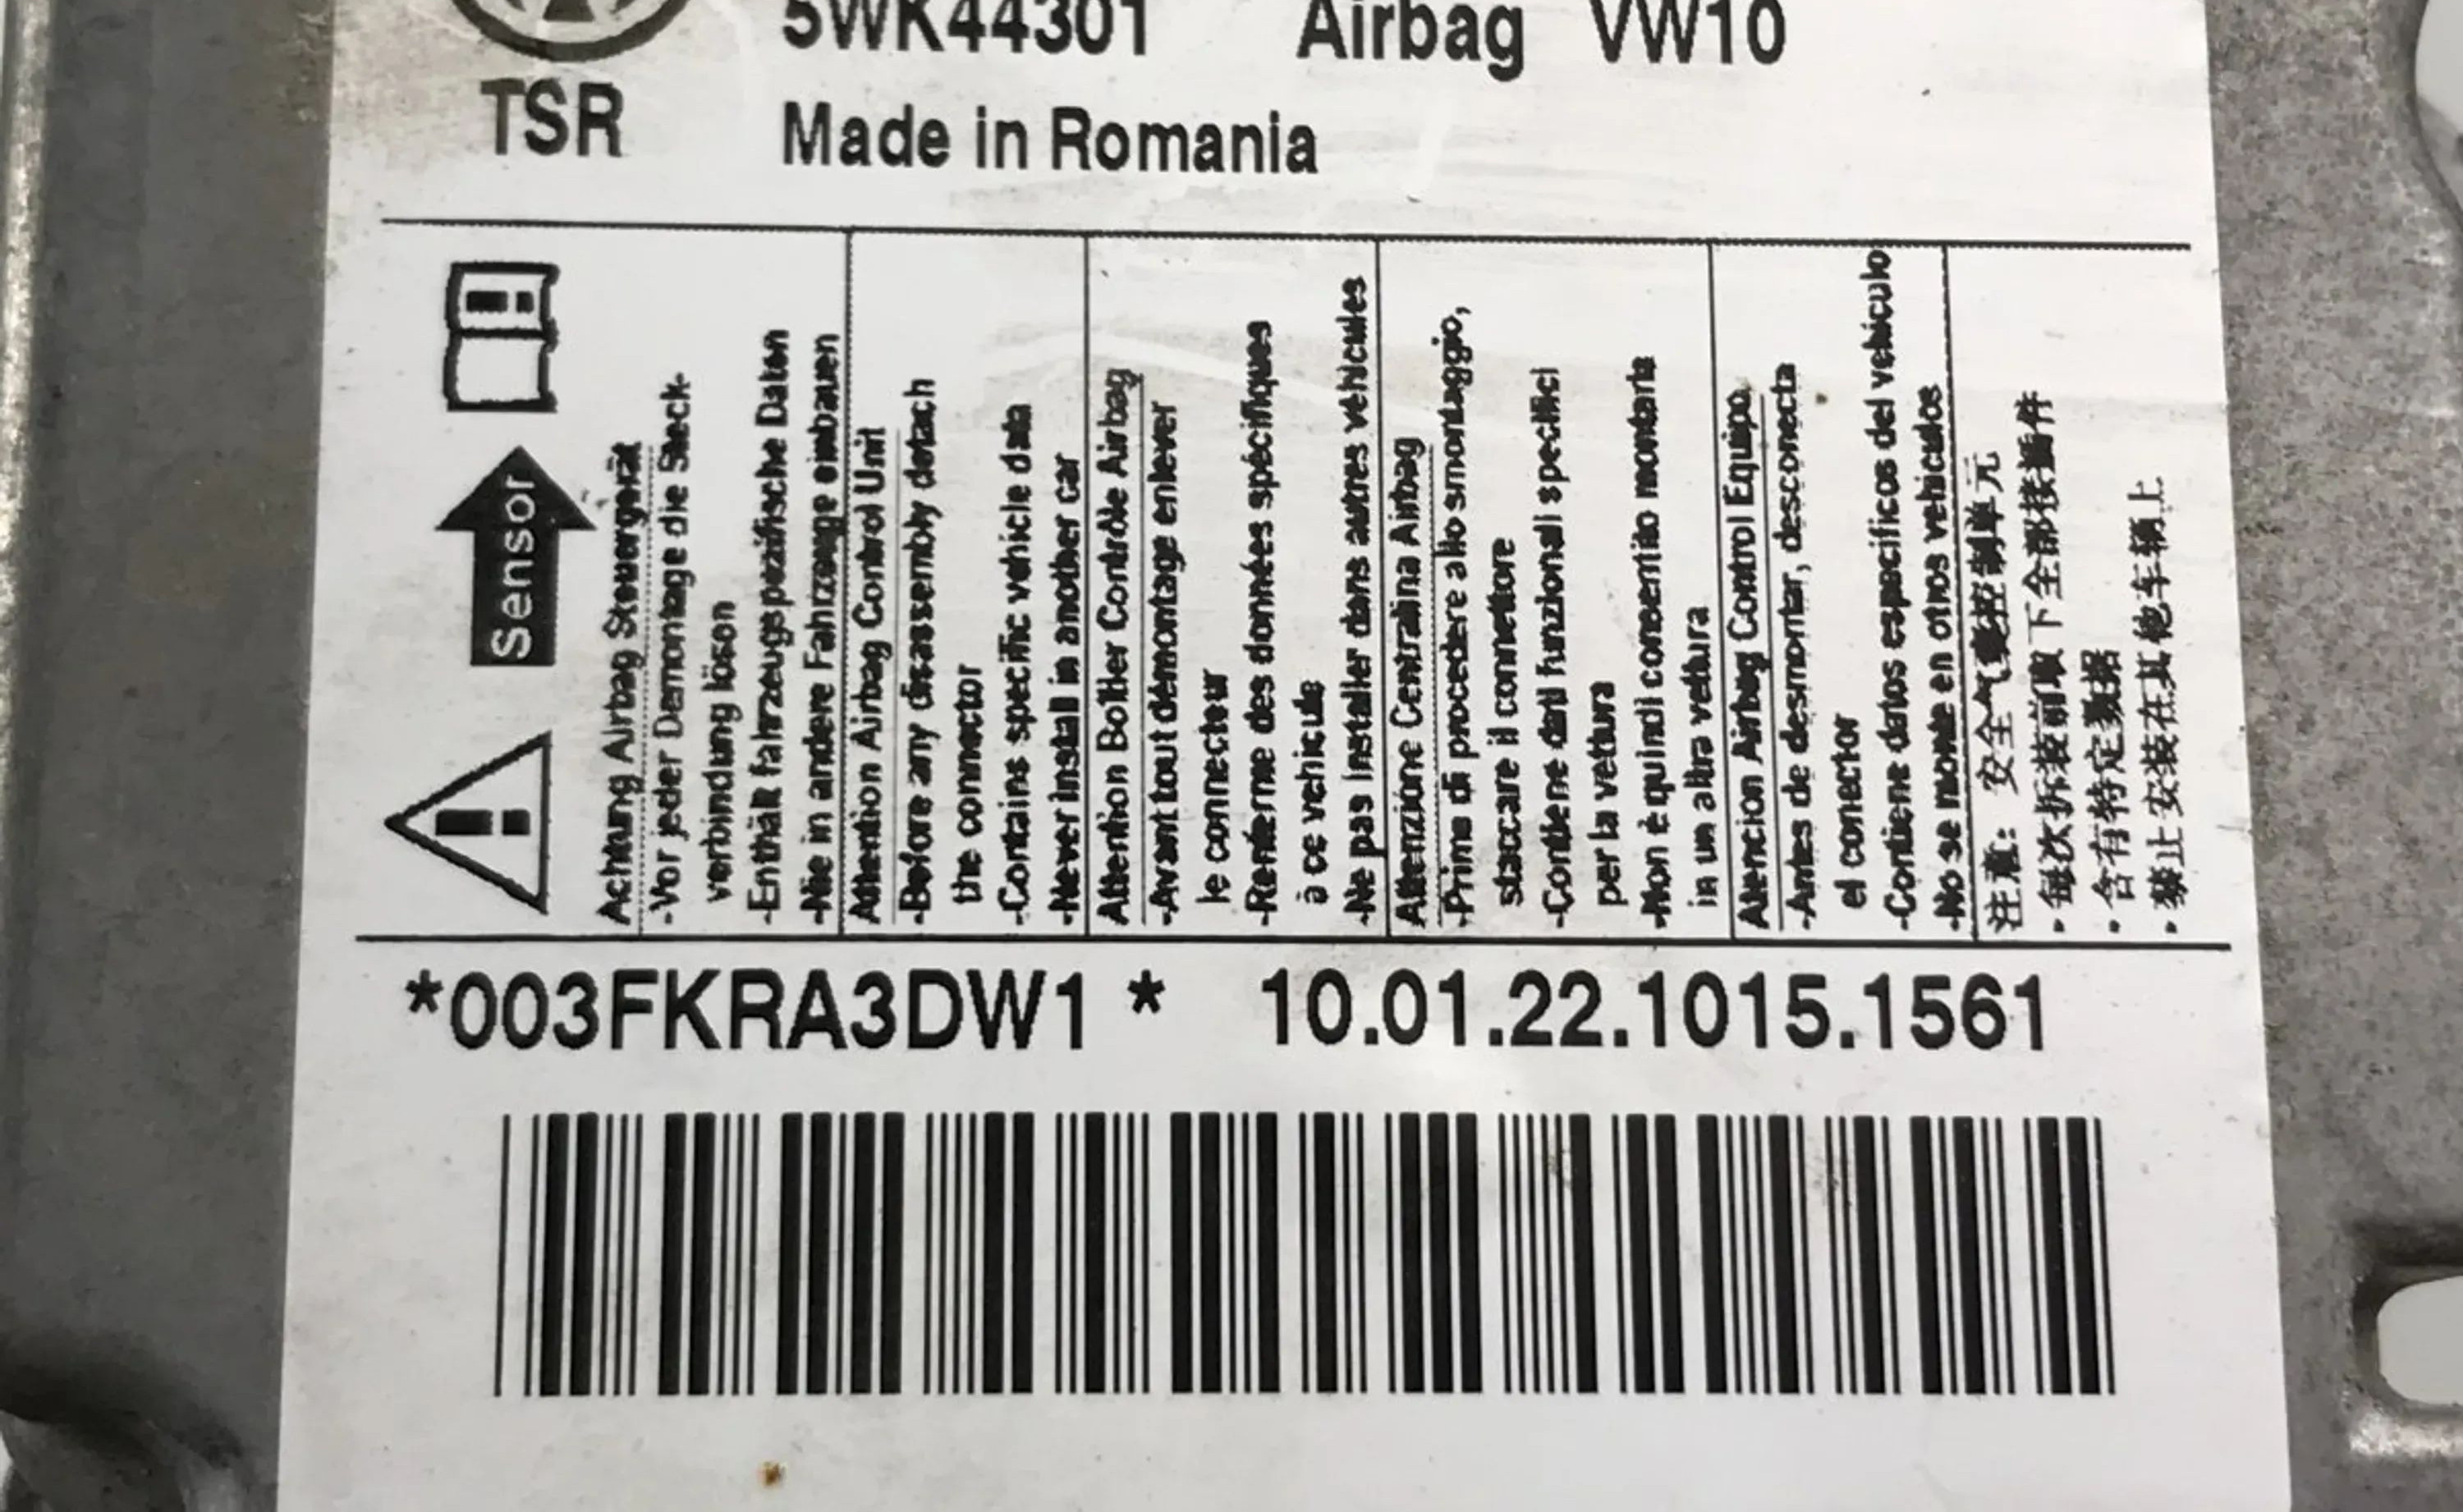 5WK44301 Airbag VW10
TSR
Made in Romania
Sensor
Achtung Airbag Steuergerät
-Vor jeder Demontage die Steck-
verbindung lösen
-Enthält fahrzeugspezifische Daten
-Nie in andere Fahrzeuge einbauen
Attention Airbag Control Unit
-Before any disassembly detach
the connector
-Contains specific vehicle data
-Never install in another car
Attention Boîtier Contrôle Airbag
-Avant tout démontage enlever
le connecteur
-Renferme des données spécifiques
à ce vehicule
-Ne pas installer dans autres véhicules
Attenzione Centralina Airbag
-Prima di procedere allo smontaggio,
staccare il connettore
-Contiene dati funzionali specifici
per la vettura
-Non è quindi consentito montarla
in un altra vettura
Atencion Airbag Control Equipo
-Antes de desmontar, desconecta
el conector
-Contiene datos especificos del vehiculo
-No se monte en otros vehiculos
注意: 安全气囊控制单元
·每次拆装前取下全部接插件
·含有特定数据
·禁止安装在其他车辆上
*003FKRA3DW1 * 10.01.22.1015.1561